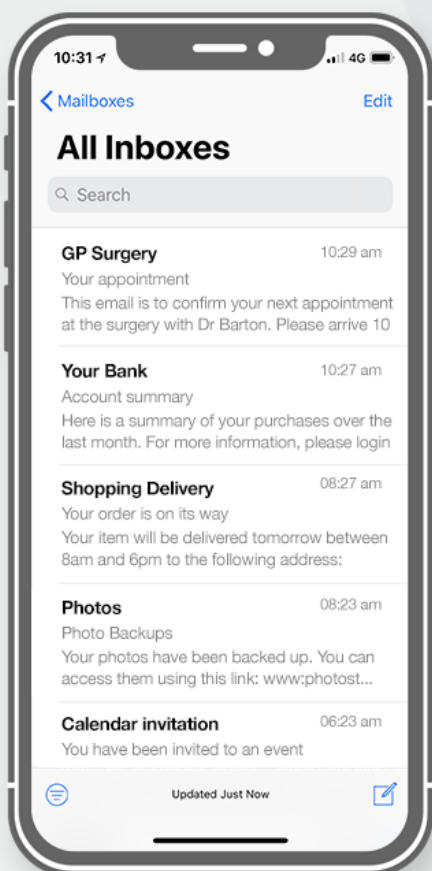 10:31 4G
Mailboxes Edit
All Inboxes
Search
GP Surgery 10:29 am
Your appointment
This email is to confirm your next appointment
at the surgery with Dr Barton. Please arrive 10
Your Bank 10:27 am
Account summary
Here is a summary of your purchases over the
last month. For more information, please login
Shopping Delivery 08:27 am
Your order is on its way
Your item will be delivered tomorrow between
8am and 6pm to the following address:
Photos 08:23 am
Photo Backups
Your photos have been backed up. You can
access them using this link: www:photost...
Calendar invitation 06:23 am
You have been invited to an event
Updated Just Now